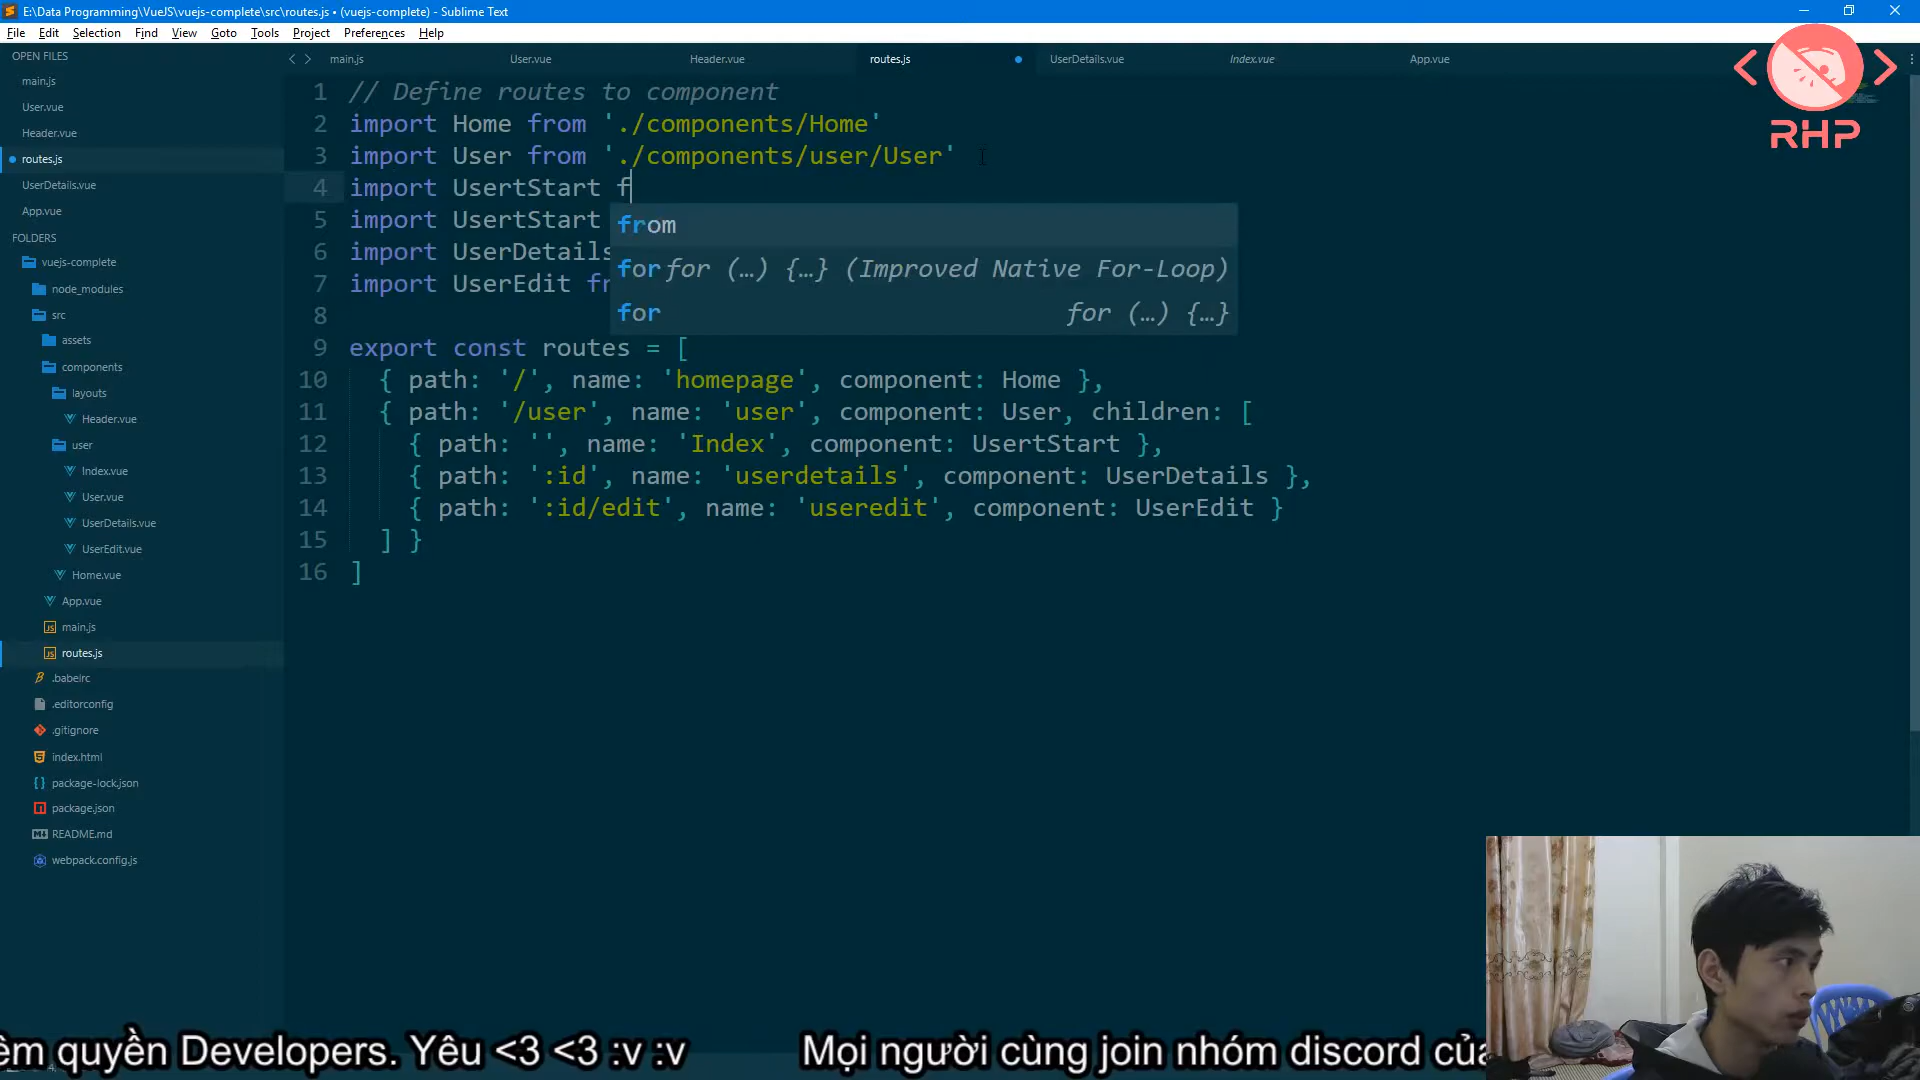 E:\Data Programming\VueJS\vuejs-complete\src\routes.js • (vuejs-complete) - Sublime Text
File Edit Selection Find View Goto Tools Project Preferences Help
OPEN FILES
main.js
User.vue
Header.vue
routes.js
UserDetails.vue
App.vue
FOLDERS
vuejs-complete
node_modules
src
assets
components
layouts
Header.vue
user
Index.vue
User.vue
UserDetails.vue
UserEdit.vue
Home.vue
App.vue
main.js
routes.js
.babelrc
.editorconfig
.gitignore
index.html
package-lock.json
package.json
README.md
webpack.config.js
main.js User.vue Header.vue routes.js UserDetails.vue Index.vue App.vue
1 // Define routes to component
2 import Home from './components/Home'
3 import User from './components/user/User'
4 import UsertStart f
5 import UsertStart
6 import UserDetails
7 import UserEdit fr
8
9 export const routes = [
10 { path: '/', name: 'homepage', component: Home },
11 { path: '/user', name: 'user', component: User, children: [
12 { path: '', name: 'Index', component: UsertStart },
13 { path: ':id', name: 'userdetails', component: UserDetails },
14 { path: ':id/edit', name: 'useredit', component: UserEdit }
15 ] }
16 ]
from
for for (…) {…} (Improved Native For-Loop)
for for (…) {…}
RHP
êm quyền Developers. Yêu <3 <3 :v :v Mọi người cùng join nhóm discord củ